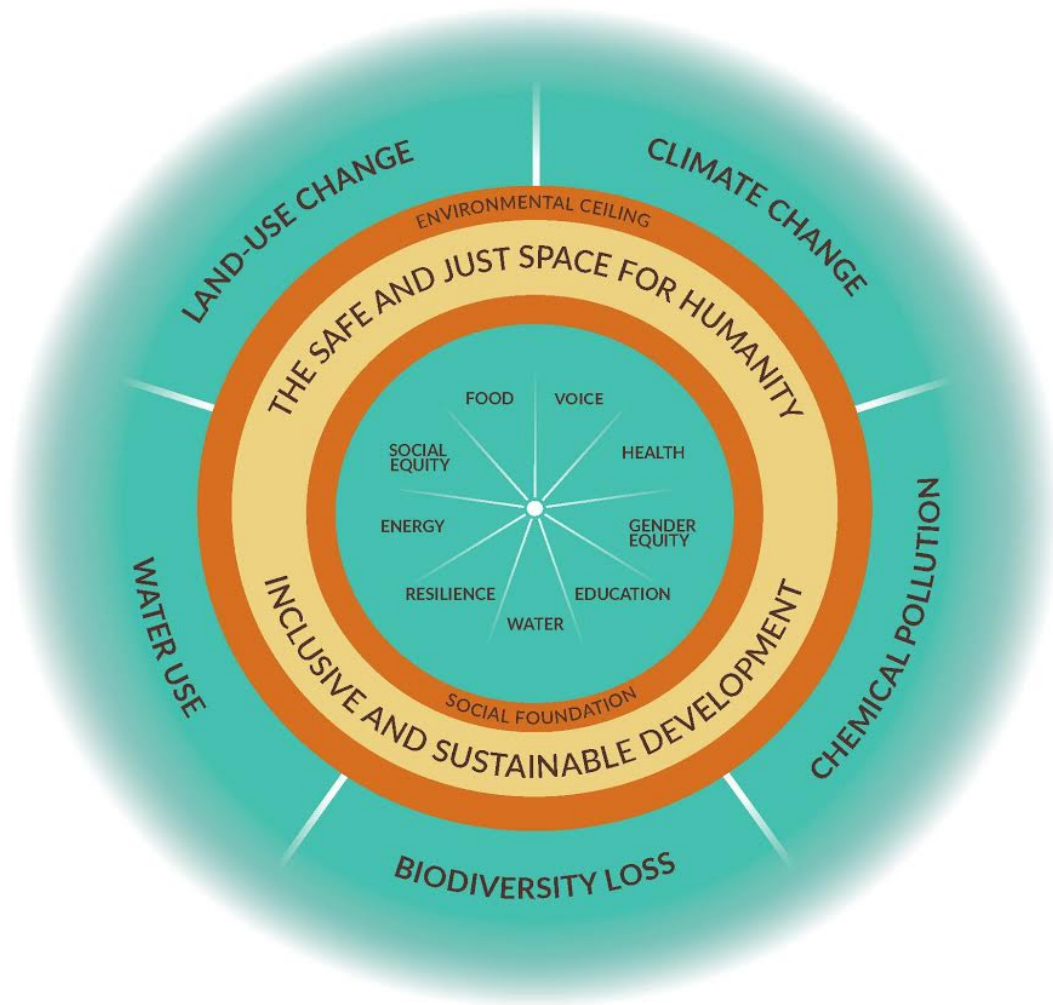 LAND-USE CHANGE
CLIMATE CHANGE
ENVIRONMENTAL CEILING
THE SAFE AND JUST SPACE FOR HUMANITY
FOOD
VOICE
SOCIAL
EQUITY
HEALTH
ENERGY
GENDER
EQUITY
RESILIENCE
EDUCATION
WATER
SOCIAL FOUNDATION
INCLUSIVE AND SUSTAINABLE DEVELOPMENT
WATER USE
CHEMICAL POLLUTION
BIODIVERSITY LOSS